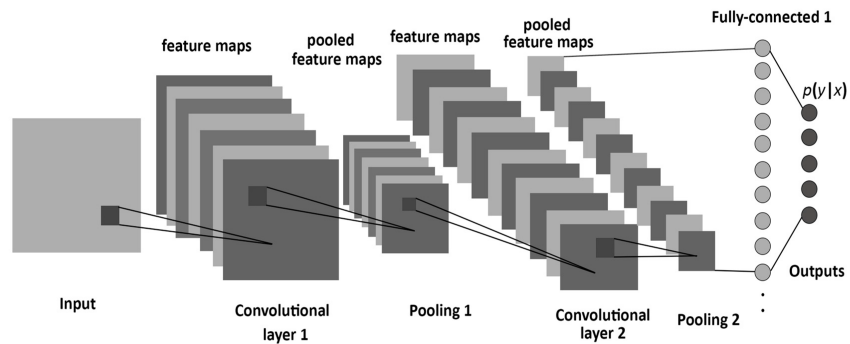 Fully-connected 1
feature maps
pooled
feature maps
feature maps
pooled
feature maps
p(y|x)
Input
Convolutional
layer 1
Pooling 1
Convolutional
layer 2
Pooling 2
Outputs